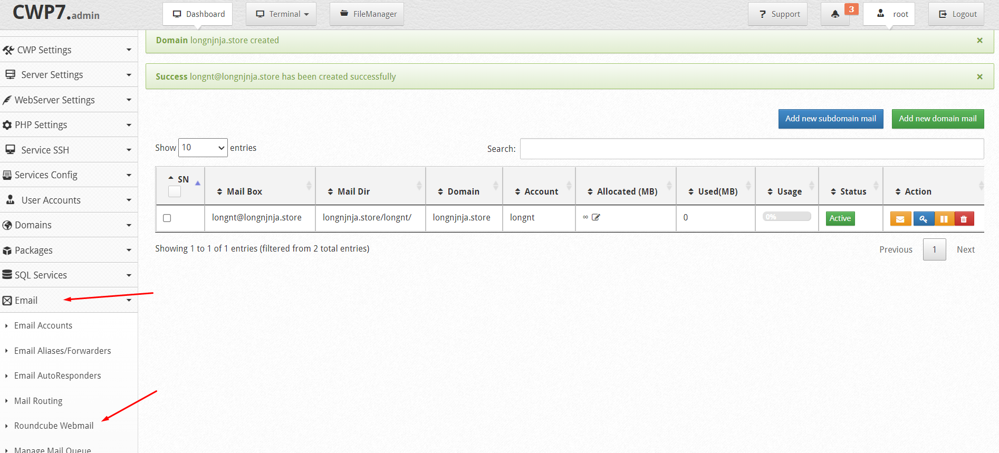 CWP7.admin
Dashboard
Terminal
FileManager
? Support
3
root
Logout
CWP Settings
Server Settings
WebServer Settings
PHP Settings
Service SSH
Services Config
User Accounts
Domains
Packages
SQL Services
Email
Email Accounts
Email Aliases/Forwarders
Email AutoResponders
Mail Routing
Roundcube Webmail
Manage Mail Queue
Domain longnjnja.store created ×
Success longnt@longnjnja.store has been created successfully ×
Add new subdomain mail
Add new domain mail
Show 10 entries
Search:
SN Mail Box Mail Dir Domain Account Allocated (MB) Used(MB) Usage Status Action
longnt@longnjnja.store longnjnja.store/longnt/ longnjnja.store longnt ∞ 0 0% Active
Showing 1 to 1 of 1 entries (filtered from 2 total entries)
Previous 1 Next